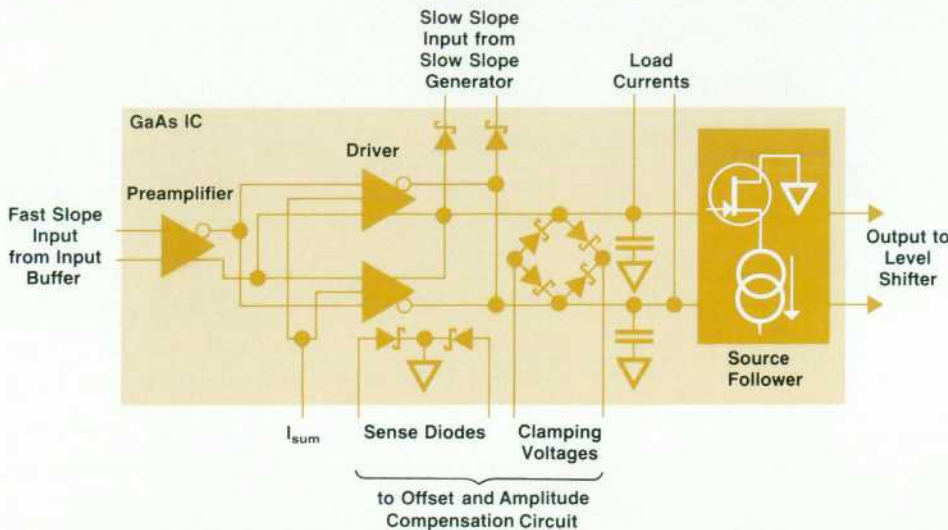 Slow Slope
Input from
Slow Slope
Generator
Load
Currents
GaAs IC
Driver
Preamplifier
Fast Slope
Input
from Input
Buffer
Output to
Level
Shifter
Source
Follower
Isum
Sense Diodes
Clamping
Voltages
to Offset and Amplitude
Compensation Circuit